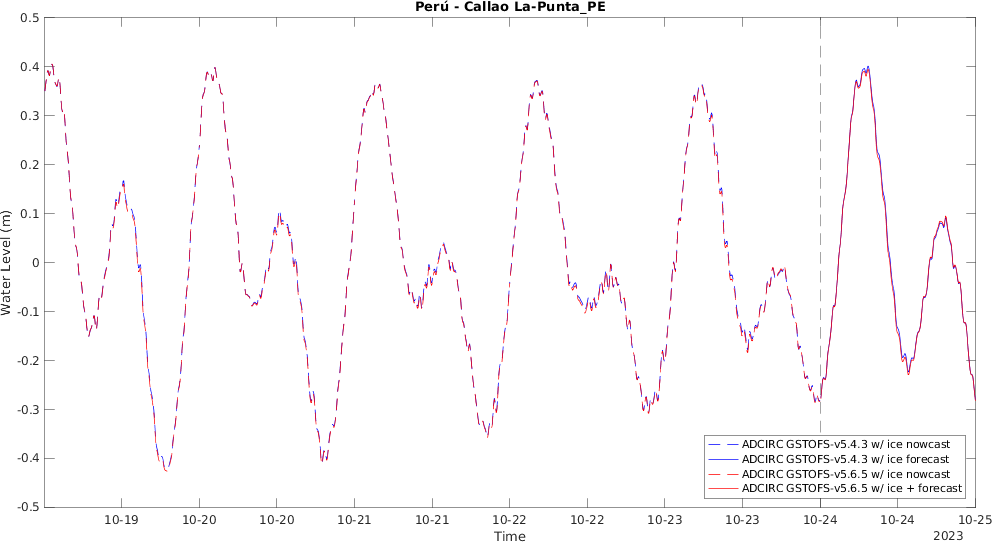 Perú - Callao La-Punta_PE
0.5
0.4
0.3
0.2
0.1
0
-0.1
-0.2
-0.3
-0.4
-0.5
Water Level (m)
ADCIRC GSTOFS-v5.4.3 w/ ice nowcast
ADCIRC GSTOFS-v5.4.3 w/ ice forecast
ADCIRC GSTOFS-v5.6.5 w/ ice nowcast
ADCIRC GSTOFS-v5.6.5 w/ ice + forecast
10-19 10-20 10-20 10-21 10-21 10-22 10-22 10-23 10-23 10-24 10-24 10-25
Time
2023